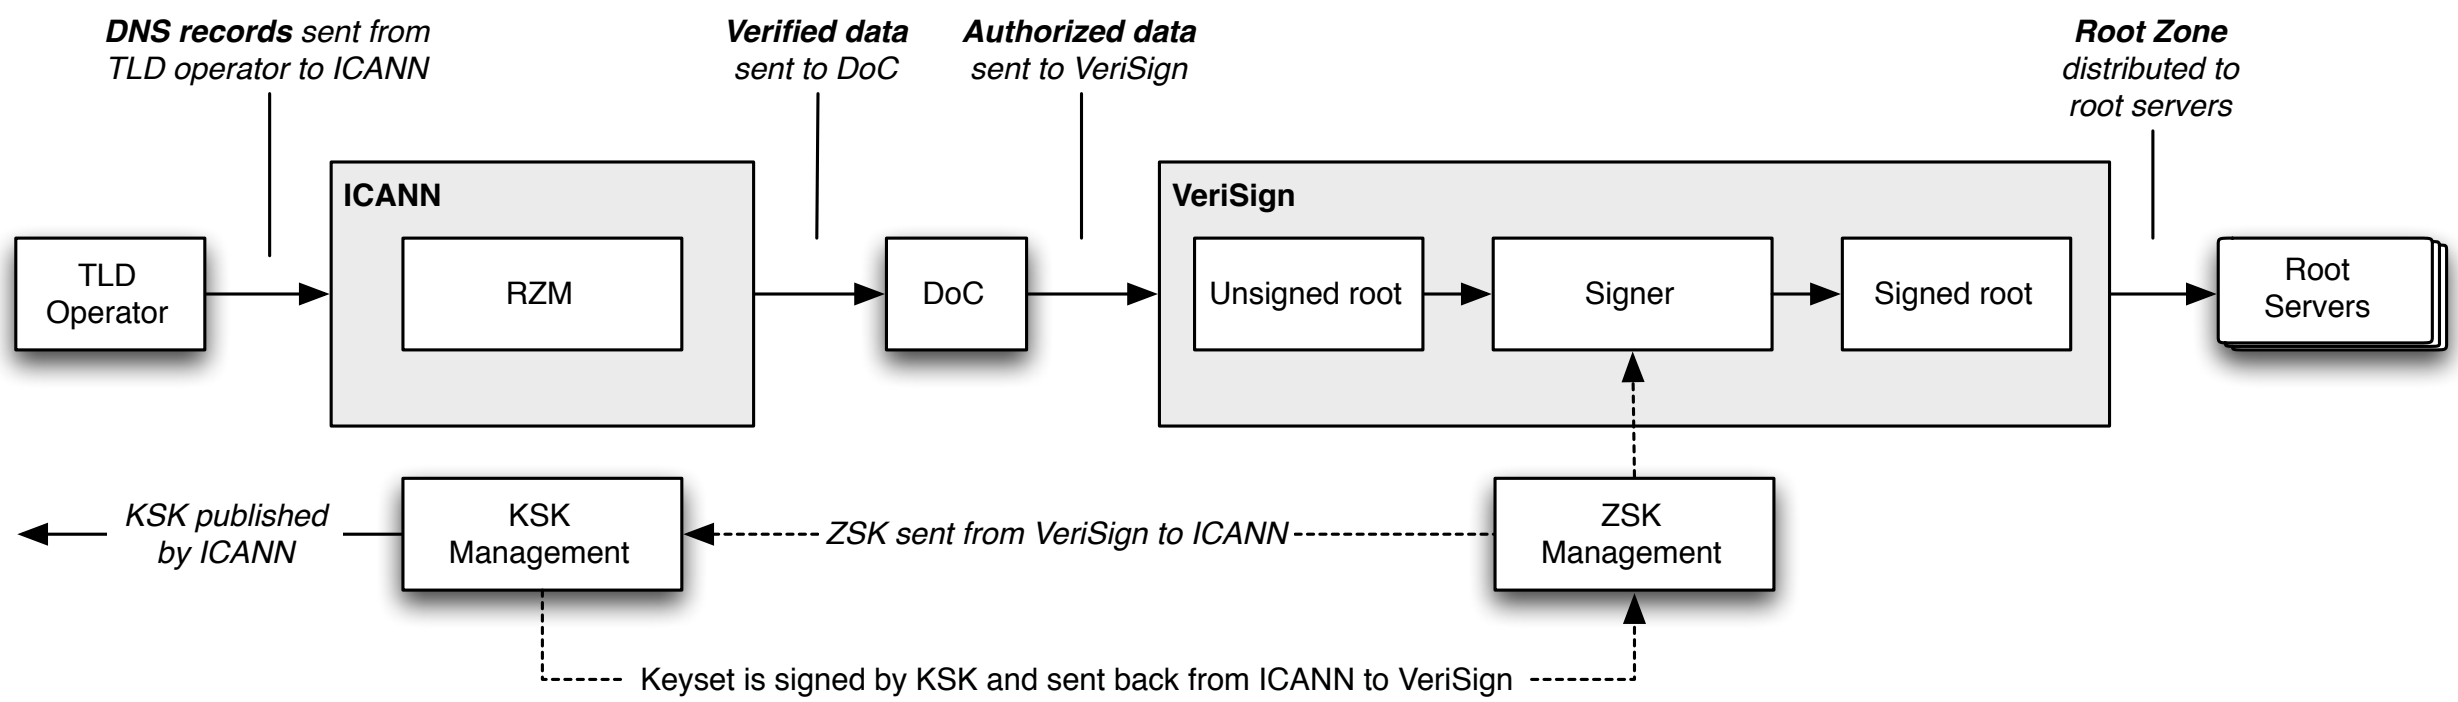 DNS records sent from
TLD operator to ICANN
Verified data
sent to DoC
Authorized data
sent to VeriSign
Root Zone
distributed to
root servers
ICANN
VeriSign
TLD
Operator
RZM
DoC
Unsigned root
Signer
Signed root
Root
Servers
KSK published
by ICANN
KSK
Management
ZSK sent from VeriSign to ICANN
ZSK
Management
Keyset is signed by KSK and sent back from ICANN to VeriSign